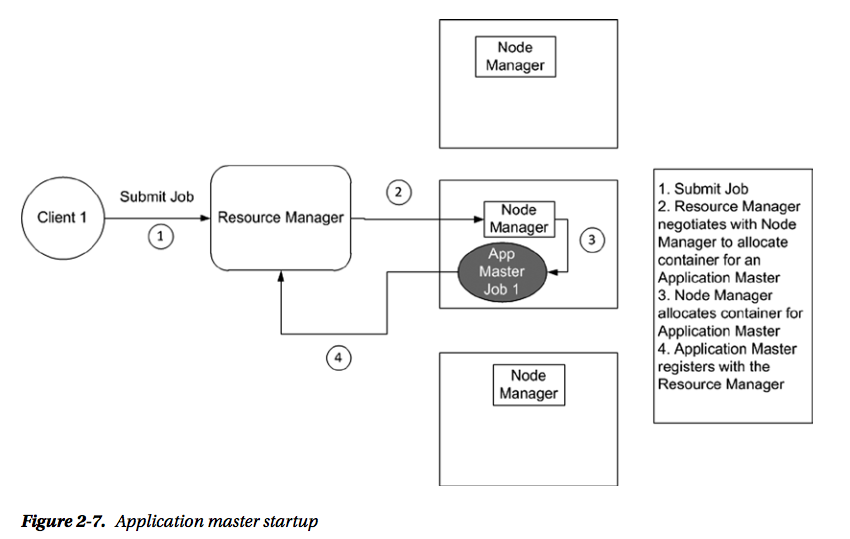 Node
Manager
Client 1
Submit Job
1
Resource Manager
2
Node
Manager
3
App
Master
Job 1
4
Node
Manager
1. Submit Job
2. Resource Manager
negotiates with Node
Manager to allocate
container for an
Application Master
3. Node Manager
allocates container for
Application Master
4. Application Master
registers with the
Resource Manager
Figure 2-7. Application master startup